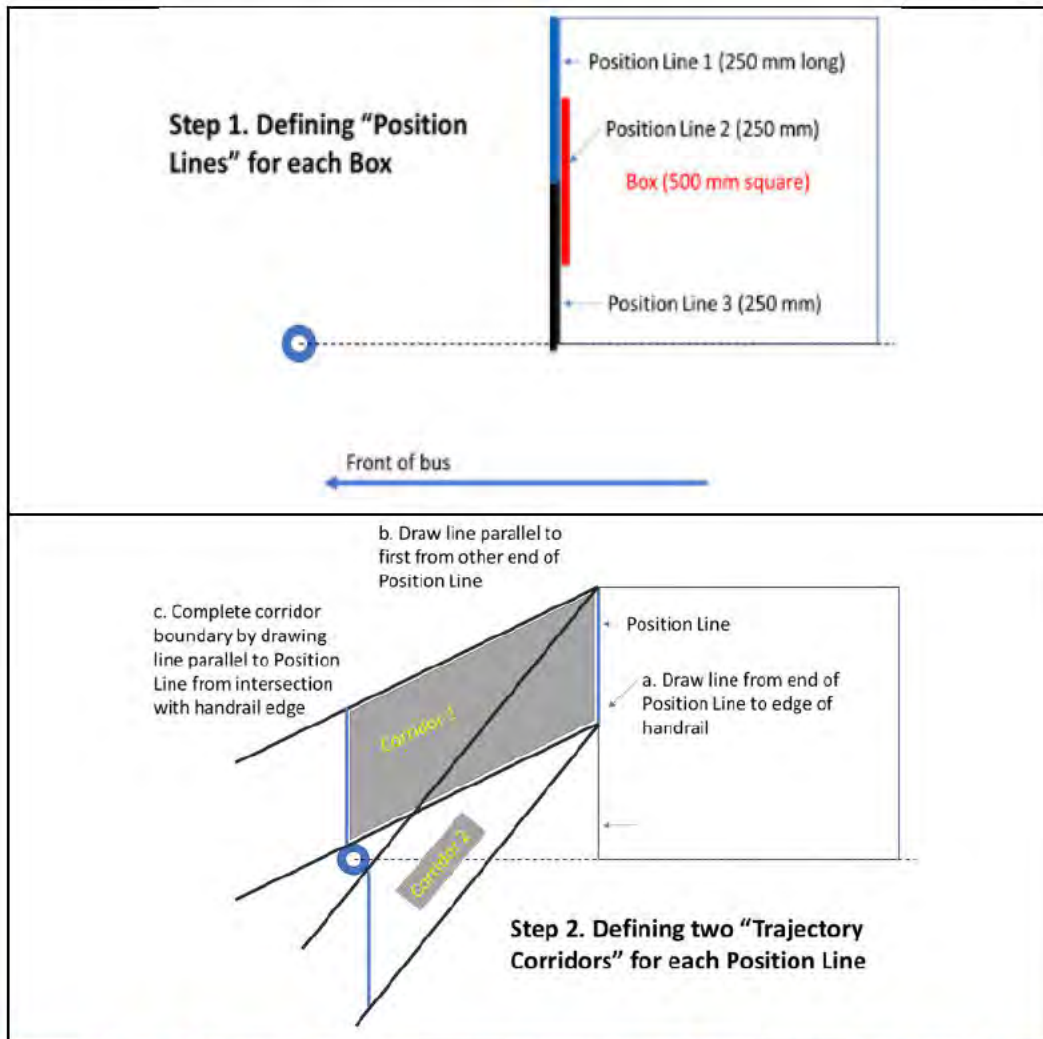 Step 1. Defining “Position
Lines” for each Box
Position Line 1 (250 mm long)
Position Line 2 (250 mm)
Box (500 mm square)
Position Line 3 (250 mm)
Front of bus
b. Draw line parallel to
first from other end of
Position Line
c. Complete corridor
boundary by drawing
line parallel to Position
Line from intersection
with handrail edge
Position Line
a. Draw line from end of
Position Line to edge of
handrail
Corridor 1
Corridor 2
Step 2. Defining two “Trajectory
Corridors” for each Position Line